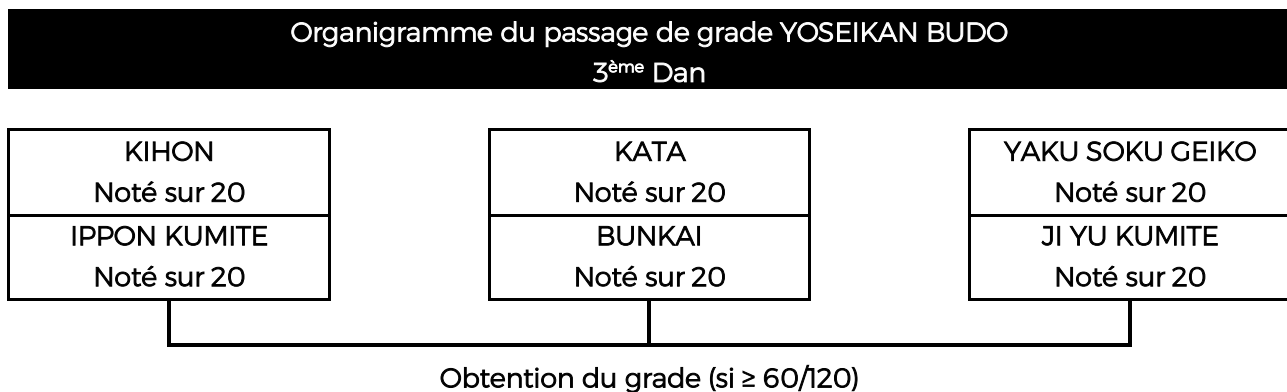 Organigramme du passage de grade YOSEIKAN BUDO
3ème Dan
KIHON
Noté sur 20
IPPON KUMITE
Noté sur 20
KATA
Noté sur 20
BUNKAI
Noté sur 20
YAKU SOKU GEIKO
Noté sur 20
JI YU KUMITE
Noté sur 20
Obtention du grade (si ≥ 60/120)